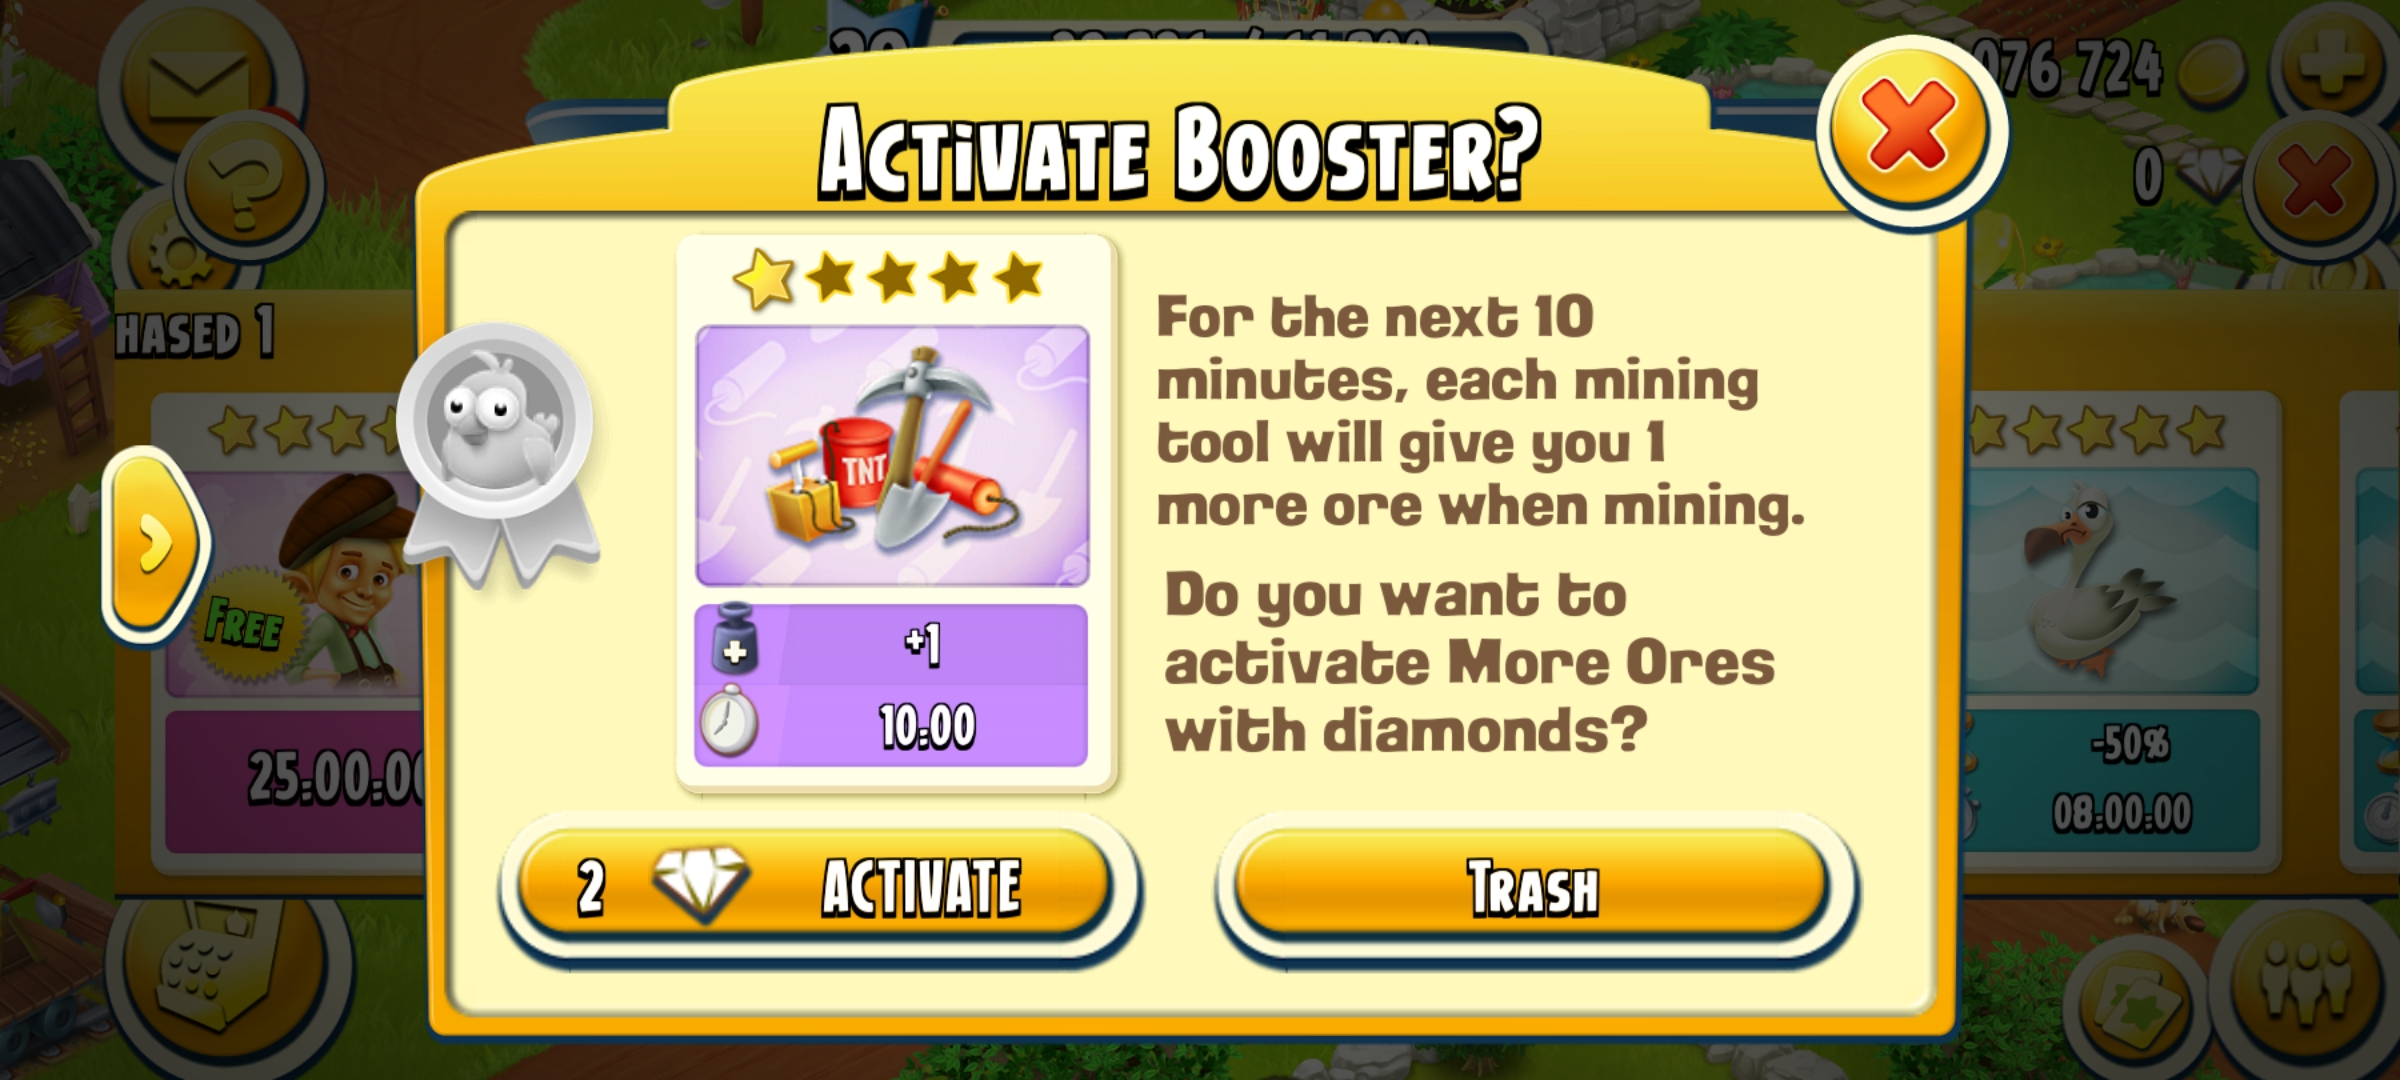 ACTIVATE BOOSTER?
076 724
0
HASED 1
For the next 10
minutes, each mining
tool will give you 1
more ore when mining.
TNT
FREE
+1
10:00
Do you want to
activate More Ores
with diamonds?
25:00:0
-50%
08:00:00
2 ACTIVATE
TRASH